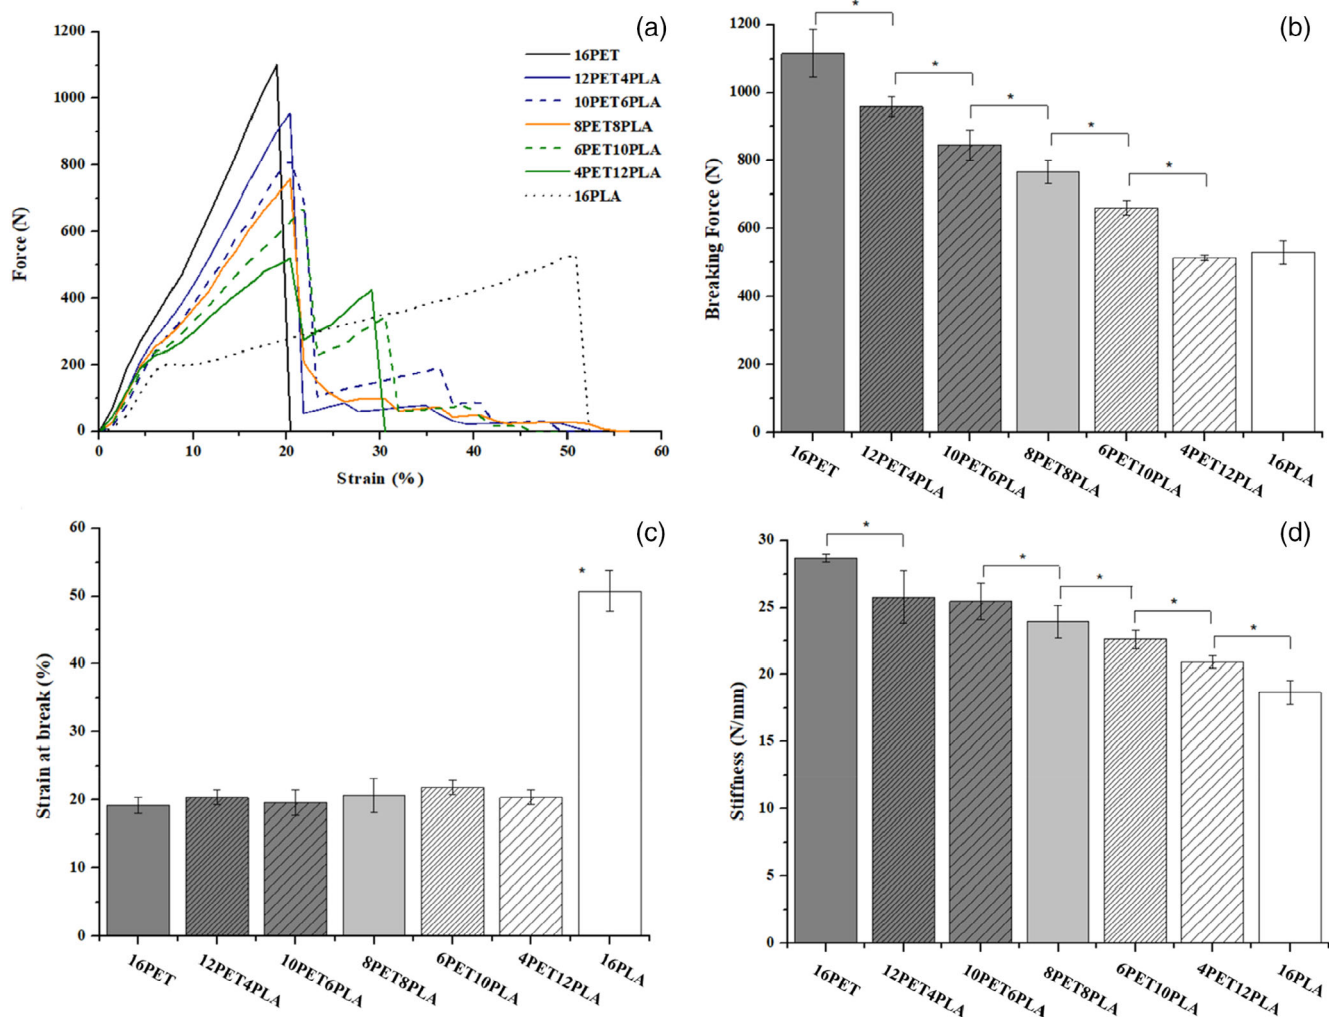 (a)
1200
1000
800
600
400
200
0
Force (N)
0
10
20
30
40
50
60
Strain (%)
16PET
12PET4PLA
10PET6PLA
8PET8PLA
6PET10PLA
4PET12PLA
16PLA
(b)
1200
1000
800
600
400
200
0
Breaking Force (N)
*
*
*
*
*
16PET
12PET4PLA
10PET6PLA
8PET8PLA
6PET10PLA
4PET12PLA
16PLA
(c)
60
50
40
30
20
10
0
Strain at break (%)
*
16PET
12PET4PLA
10PET6PLA
8PET8PLA
6PET10PLA
4PET12PLA
16PLA
(d)
30
25
20
15
10
5
0
Stiffness (N/mm)
*
*
*
*
*
16PET
12PET4PLA
10PET6PLA
8PET8PLA
6PET10PLA
4PET12PLA
16PLA